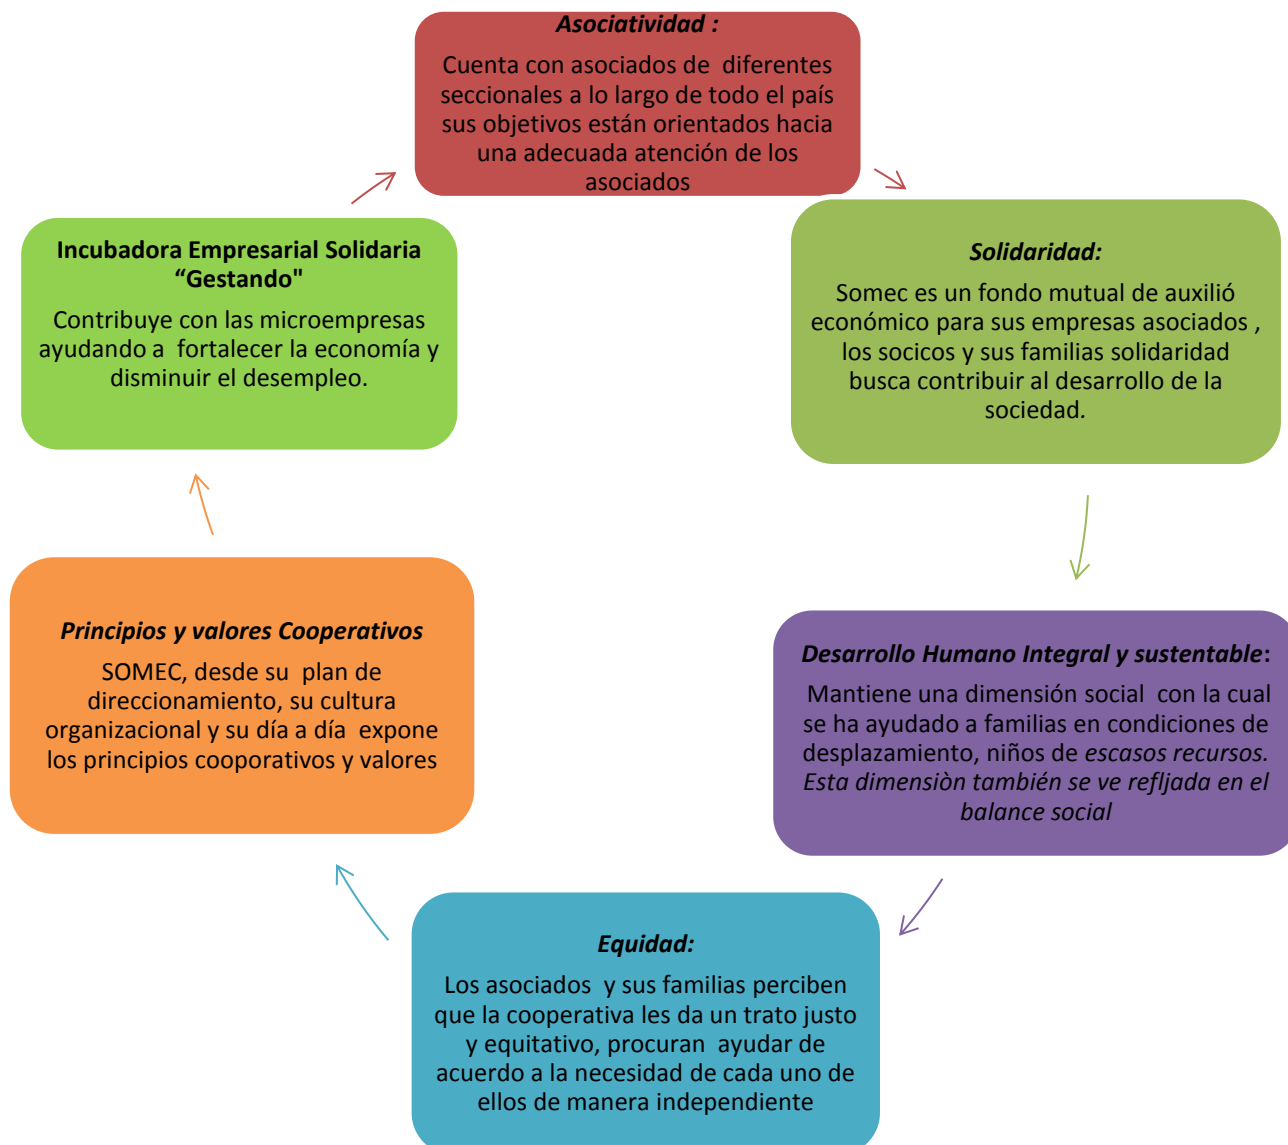 Asociatividad :
Cuenta con asociados de diferentes
seccionales a lo largo de todo el país
sus objetivos están orientados hacia
una adecuada atención de los
asociados
Solidaridad:
Somec es un fondo mutual de auxilió
económico para sus empresas asociados ,
los socicos y sus familias solidaridad
busca contribuir al desarrollo de la
sociedad.
Desarrollo Humano Integral y sustentable:
Mantiene una dimensión social con la cual
se ha ayudado a familias en condiciones de
desplazamiento, niños de escasos recursos.
Esta dimensiòn también se ve refljada en el
balance social
Equidad:
Los asociados y sus familias perciben
que la cooperativa les da un trato justo
y equitativo, procuran ayudar de
acuerdo a la necesidad de cada uno de
ellos de manera independiente
Principios y valores Cooperativos
SOMEC, desde su plan de
direccionamiento, su cultura
organizacional y su día a día expone
los principios cooporativos y valores
Incubadora Empresarial Solidaria
“Gestando"
Contribuye con las microempresas
ayudando a fortalecer la economía y
disminuir el desempleo.